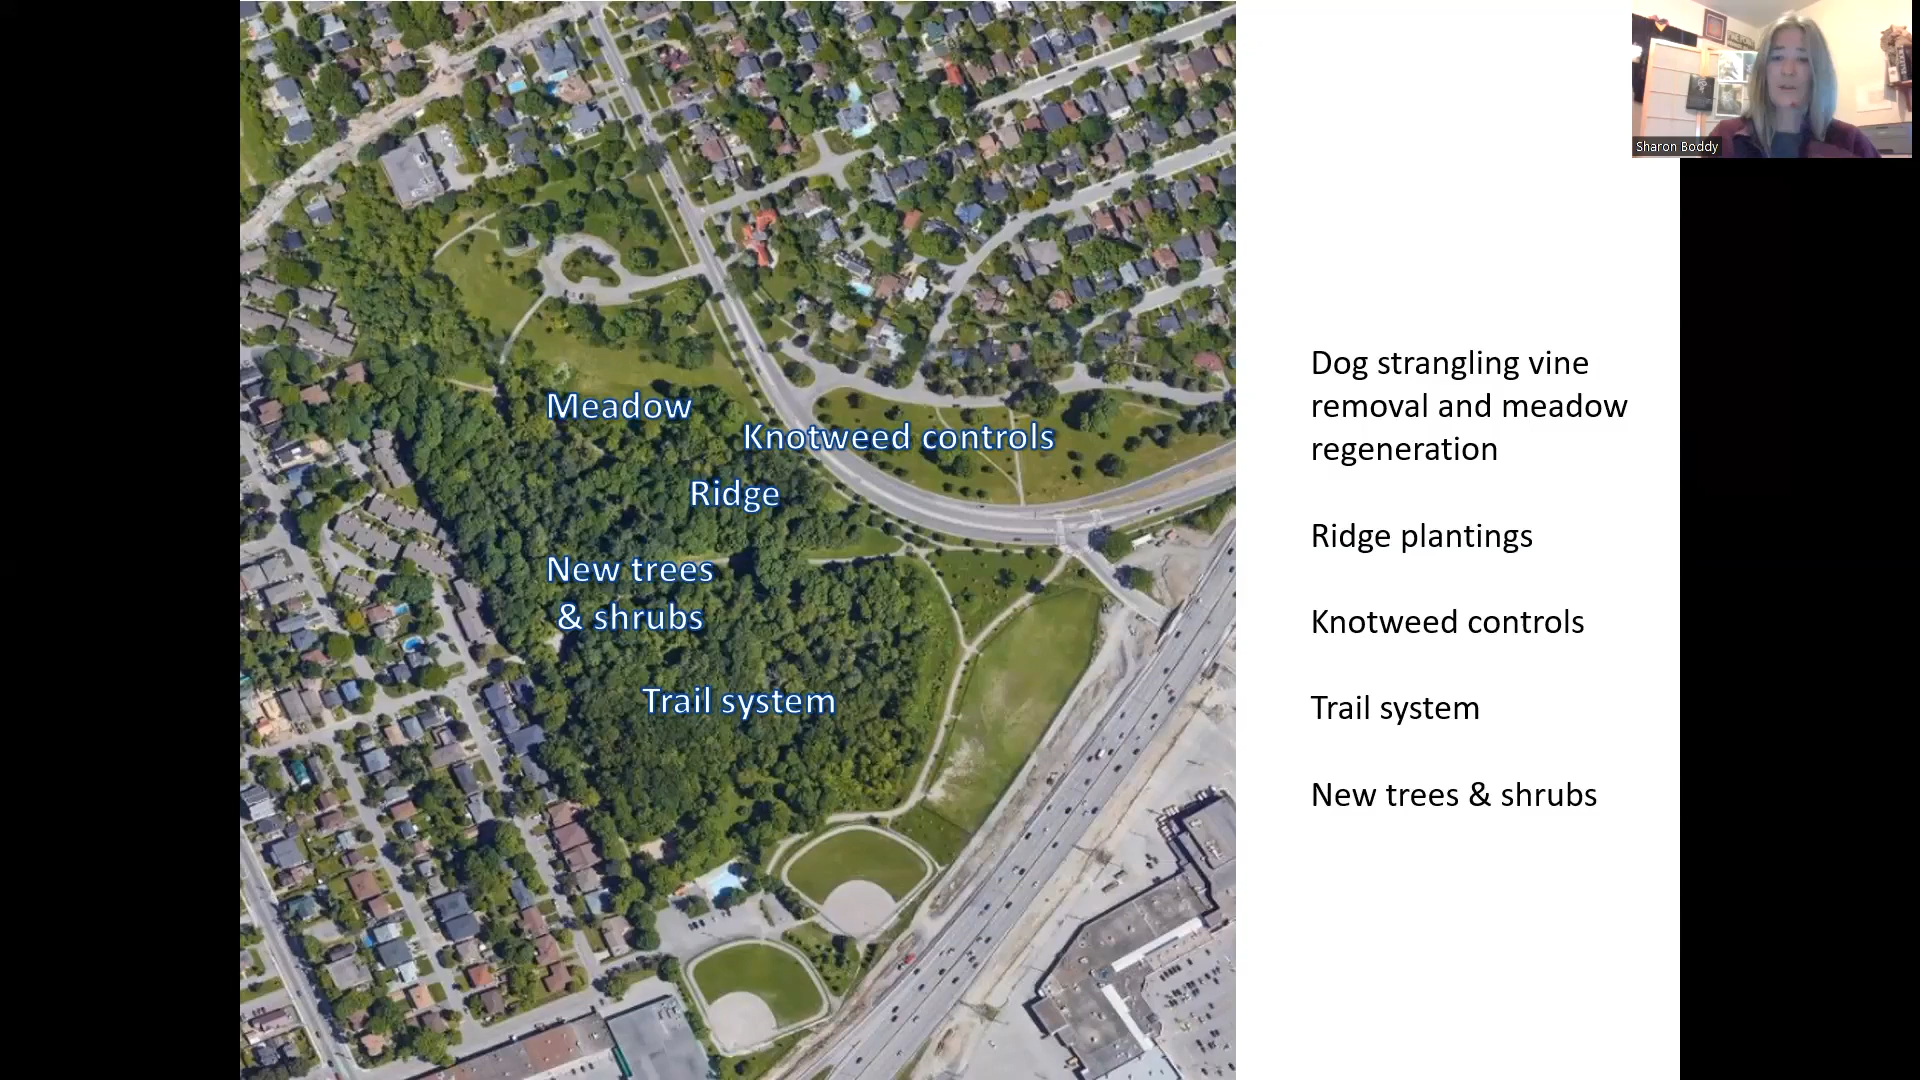 Meadow
Knotweed controls
Ridge
New trees
& shrubs
Trail system
Dog strangling vine
removal and meadow
regeneration
Ridge plantings
Knotweed controls
Trail system
New trees & shrubs
Sharon Boddy